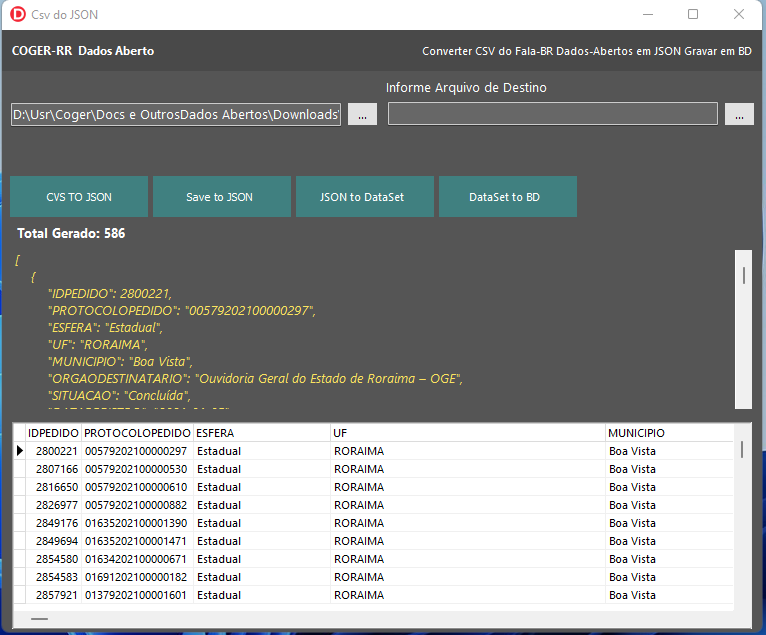 Csv do JSON
COGER-RR Dados Aberto
Converter CSV do Fala-BR Dados-Abertos em JSON Gravar em BD
Informe Arquivo de Destino
D:\Usr\Coger\Docs e OutrosDados Abertos\Downloads\
...
...
CVS TO JSON
Save to JSON
JSON to DataSet
DataSet to BD
Total Gerado: 586
[
{
"IDPEDIDO": 2800221,
"PROTOCOLOPEDIDO": "00579202100000297",
"ESFERA": "Estadual",
"UF": "RORAIMA",
"MUNICIPIO": "Boa Vista",
"ORGAODESTINATARIO": "Ouvidoria Geral do Estado de Roraima – OGE",
"SITUACAO": "Concluída",
IDPEDIDO PROTOCOLOPEDIDO ESFERA UF MUNICIPIO
2800221 00579202100000297 Estadual RORAIMA Boa Vista
2807166 00579202100000530 Estadual RORAIMA Boa Vista
2816650 00579202100000610 Estadual RORAIMA Boa Vista
2826977 00579202100000882 Estadual RORAIMA Boa Vista
2849176 01635202100001390 Estadual RORAIMA Boa Vista
2849694 01635202100001471 Estadual RORAIMA Boa Vista
2854580 01634202100000671 Estadual RORAIMA Boa Vista
2854583 01691202100000182 Estadual RORAIMA Boa Vista
2857921 01379202100001601 Estadual RORAIMA Boa Vista